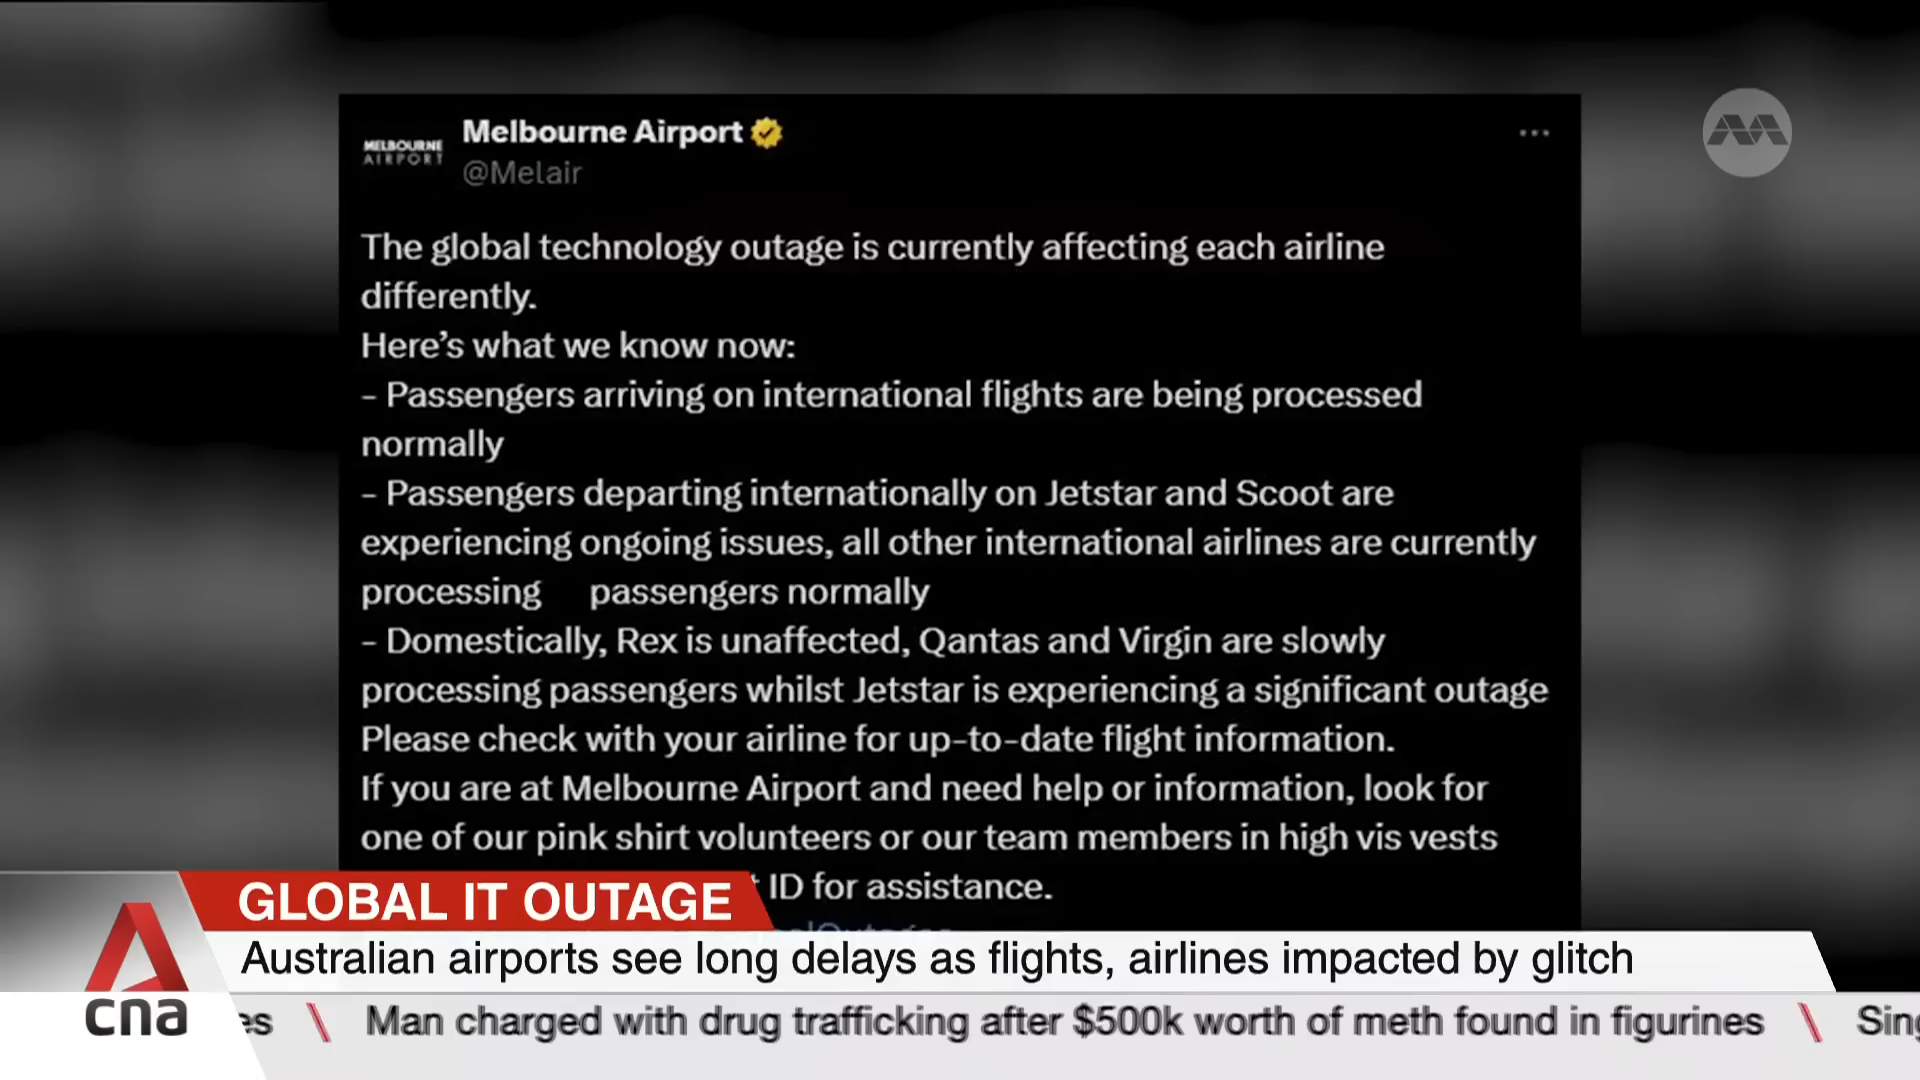 MELBOURNE
AIRPORT
Melbourne Airport
@Melair
The global technology outage is currently affecting each airline
differently.
Here's what we know now:
- Passengers arriving on international flights are being processed
normally
- Passengers departing internationally on Jetstar and Scoot are
experiencing ongoing issues, all other international airlines are currently
processing passengers normally
- Domestically, Rex is unaffected, Qantas and Virgin are slowly
processing passengers whilst Jetstar is experiencing a significant outage
Please check with your airline for up-to-date flight information.
If you are at Melbourne Airport and need help or information, look for
one of our pink shirt volunteers or our team members in high vis vests
ID for assistance.
GLOBAL IT OUTAGE
Australian airports see long delays as flights, airlines impacted by glitch
cna
Man charged with drug trafficking after $500k worth of meth found in figurines